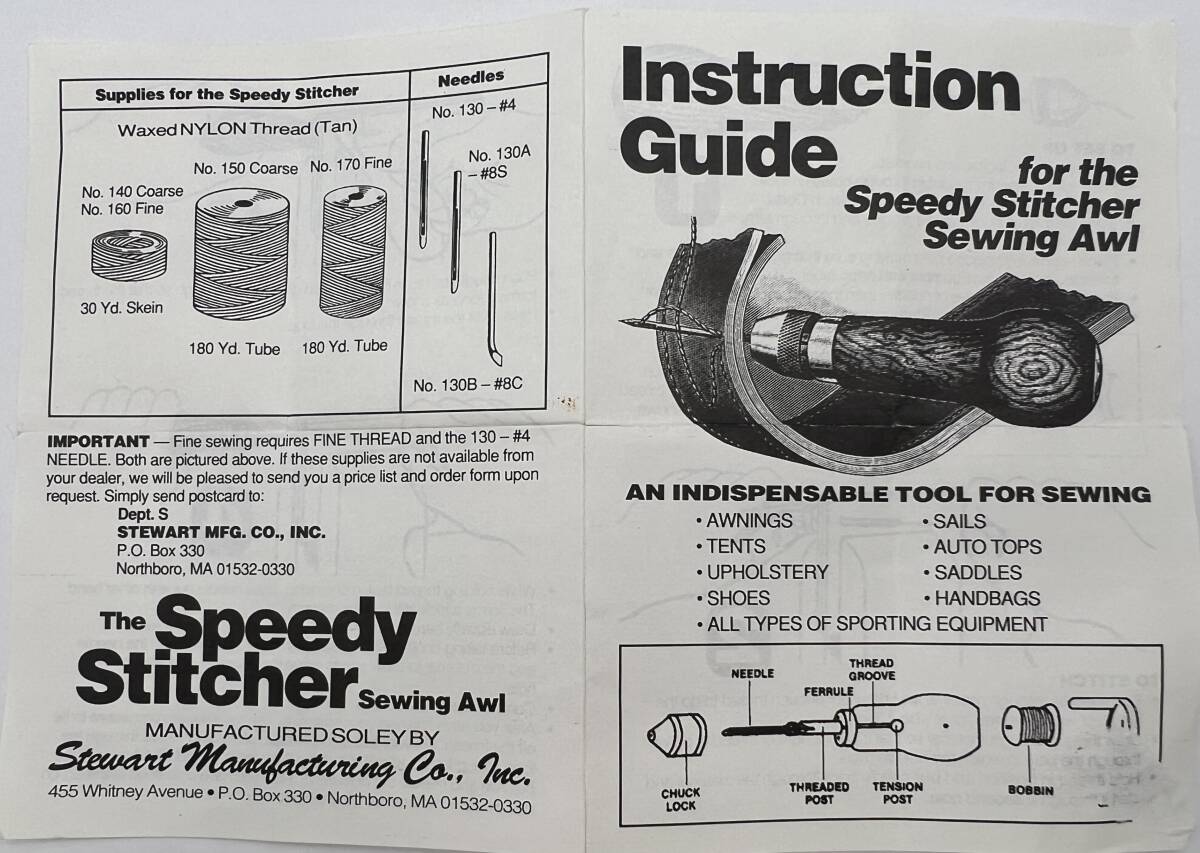 Supplies for the Speedy Stitcher
Needles
Waxed NYLON Thread (Tan)
No. 150 Coarse
No. 170 Fine
No. 140 Coarse
No. 160 Fine
30 Yd. Skein
180 Yd. Tube
180 Yd. Tube
No. 130 – #4
No. 130A
– #8S
No. 130B – #8C
IMPORTANT — Fine sewing requires FINE THREAD and the 130 – #4
NEEDLE. Both are pictured above. If these supplies are not available from
your dealer, we will be pleased to send you a price list and order form upon
request. Simply send postcard to:
Dept. S
STEWART MFG. CO., INC.
P.O. Box 330
Northboro, MA 01532-0330
The Speedy
Stitcher Sewing Awl
MANUFACTURED SOLEY BY
Stewart Manufacturing Co., Inc.
455 Whitney Avenue • P.O. Box 330 • Northboro, MA 01532-0330
Instruction
Guide
for the
Speedy Stitcher
Sewing Awl
AN INDISPENSABLE TOOL FOR SEWING
• AWNINGS
• TENTS
• UPHOLSTERY
• SHOES
• SAILS
• AUTO TOPS
• SADDLES
• HANDBAGS
• ALL TYPES OF SPORTING EQUIPMENT
NEEDLE
FERRULE
THREAD
GROOVE
CHUCK
LOCK
THREADED
POST
TENSION
POST
BOBBIN